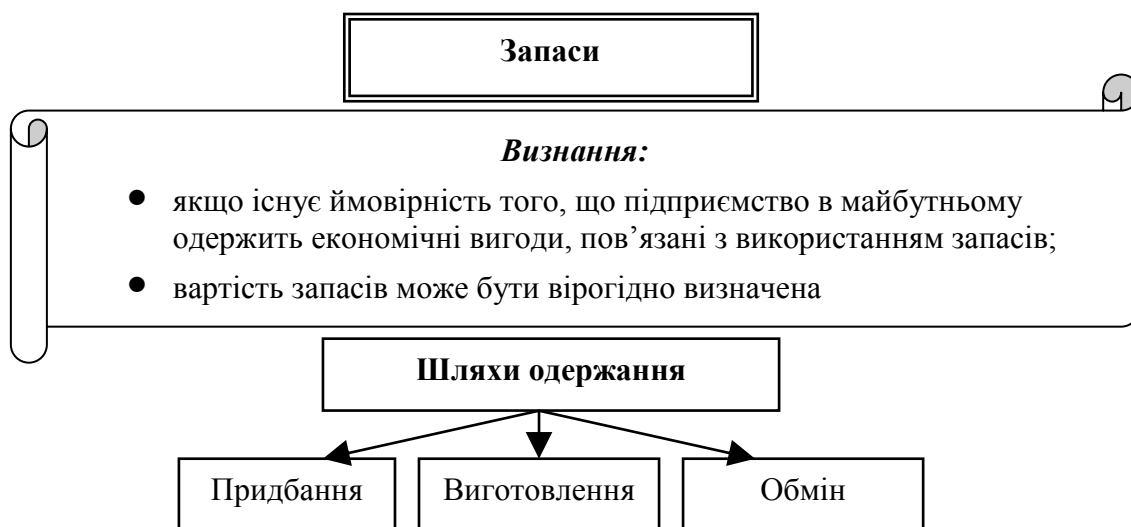 Запаси
Визнання:
● якщо існує ймовірність того, що підприємство в майбутньому
одержить економічні вигоди, пов’язані з використанням запасів;
● вартість запасів може бути вірогідно визначена
Шляхи одержання
Придбання
Виготовлення
Обмін